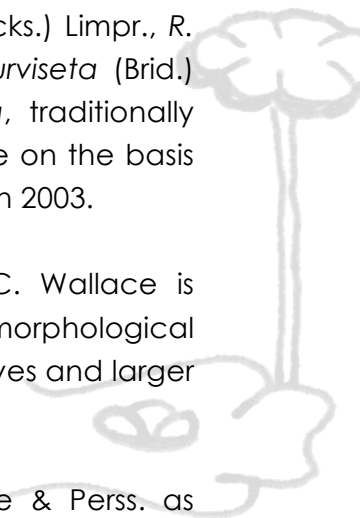 cks.) Limpr., R.
urviseta (Brid.)
, traditionally
e on the basis
n 2003.
C. Wallace is
morphological
ves and larger
e & Perss. as